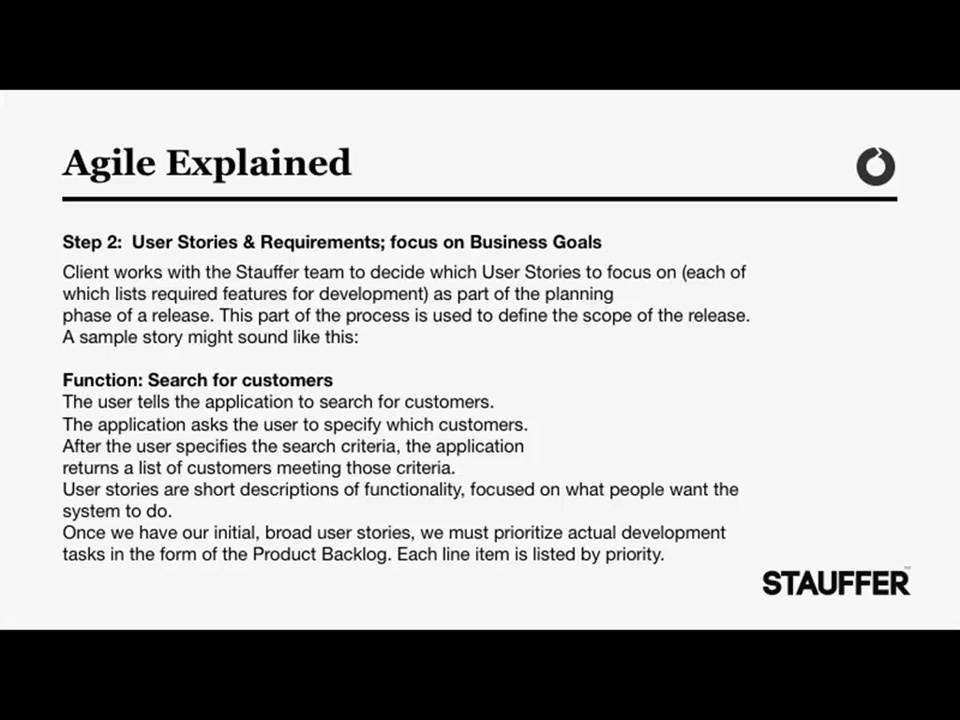 Agile Explained
Step 2: User Stories & Requirements; focus on Business Goals
Client works with the Stauffer team to decide which User Stories to focus on (each of
which lists required features for development) as part of the planning
phase of a release. This part of the process is used to define the scope of the release.
A sample story might sound like this:
Function: Search for customers
The user tells the application to search for customers.
The application asks the user to specify which customers.
After the user specifies the search criteria, the application
returns a list of customers meeting those criteria.
User stories are short descriptions of functionality, focused on what people want the
system to do.
Once we have our initial, broad user stories, we must prioritize actual development
tasks in the form of the Product Backlog. Each line item is listed by priority.
STAUFFER™